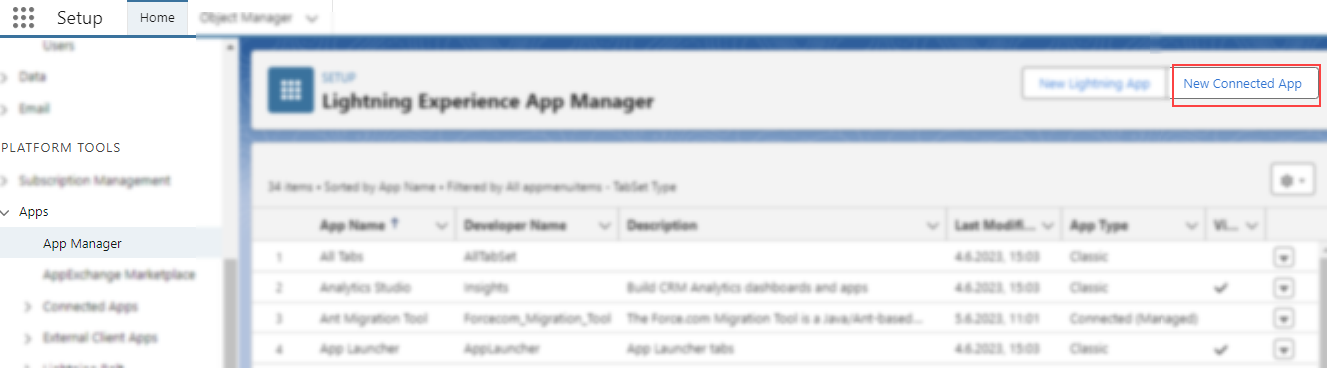 Setup
Home
Object Manager
Users
Data
Email
PLATFORM TOOLS
Subscription Management
Apps
App Manager
AppExchange Marketplace
Connected Apps
External Client Apps
SETUP
Lightning Experience App Manager
New Lightning App
New Connected App
34 items • Sorted by App Name • Filtered by All appmenuitems - TabSet Type
App Name Developer Name Description Last Modifi... App Type Vi...
1 All Tabs AllTabSet 4.6.2023, 15:03 Classic
2 Analytics Studio Insights Build CRM Analytics dashboards and apps 4.6.2023, 15:03 Classic
3 Ant Migration Tool Forcecom_Migration_Tool The Force.com Migration Tool is a Java/Ant-based... 5.6.2023, 11:01 Connected (Managed)
4 App Launcher AppLauncher App Launcher tabs 4.6.2023, 15:03 Classic